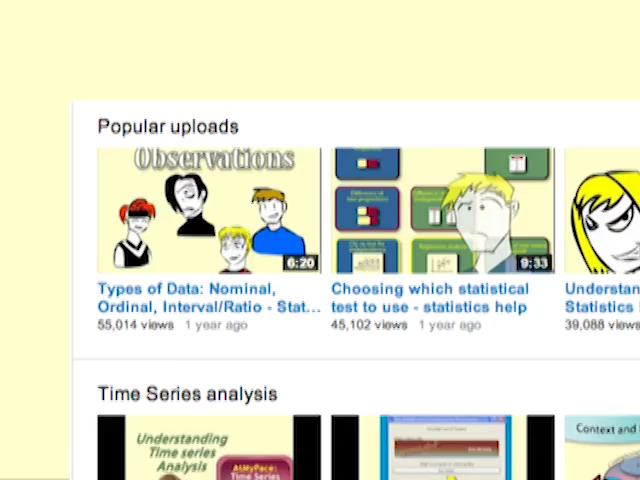 Popular uploads
Observations
6:20
9:33
Types of Data: Nominal,
Ordinal, Interval/Ratio - Stat...
55,014 views 1 year ago
Choosing which statistical
test to use - statistics help
45,102 views 1 year ago
Understan
Statistics
39,088 views
Time Series analysis
Understanding
Time series
Analysis
AtMyPace:
Time Series
Context and